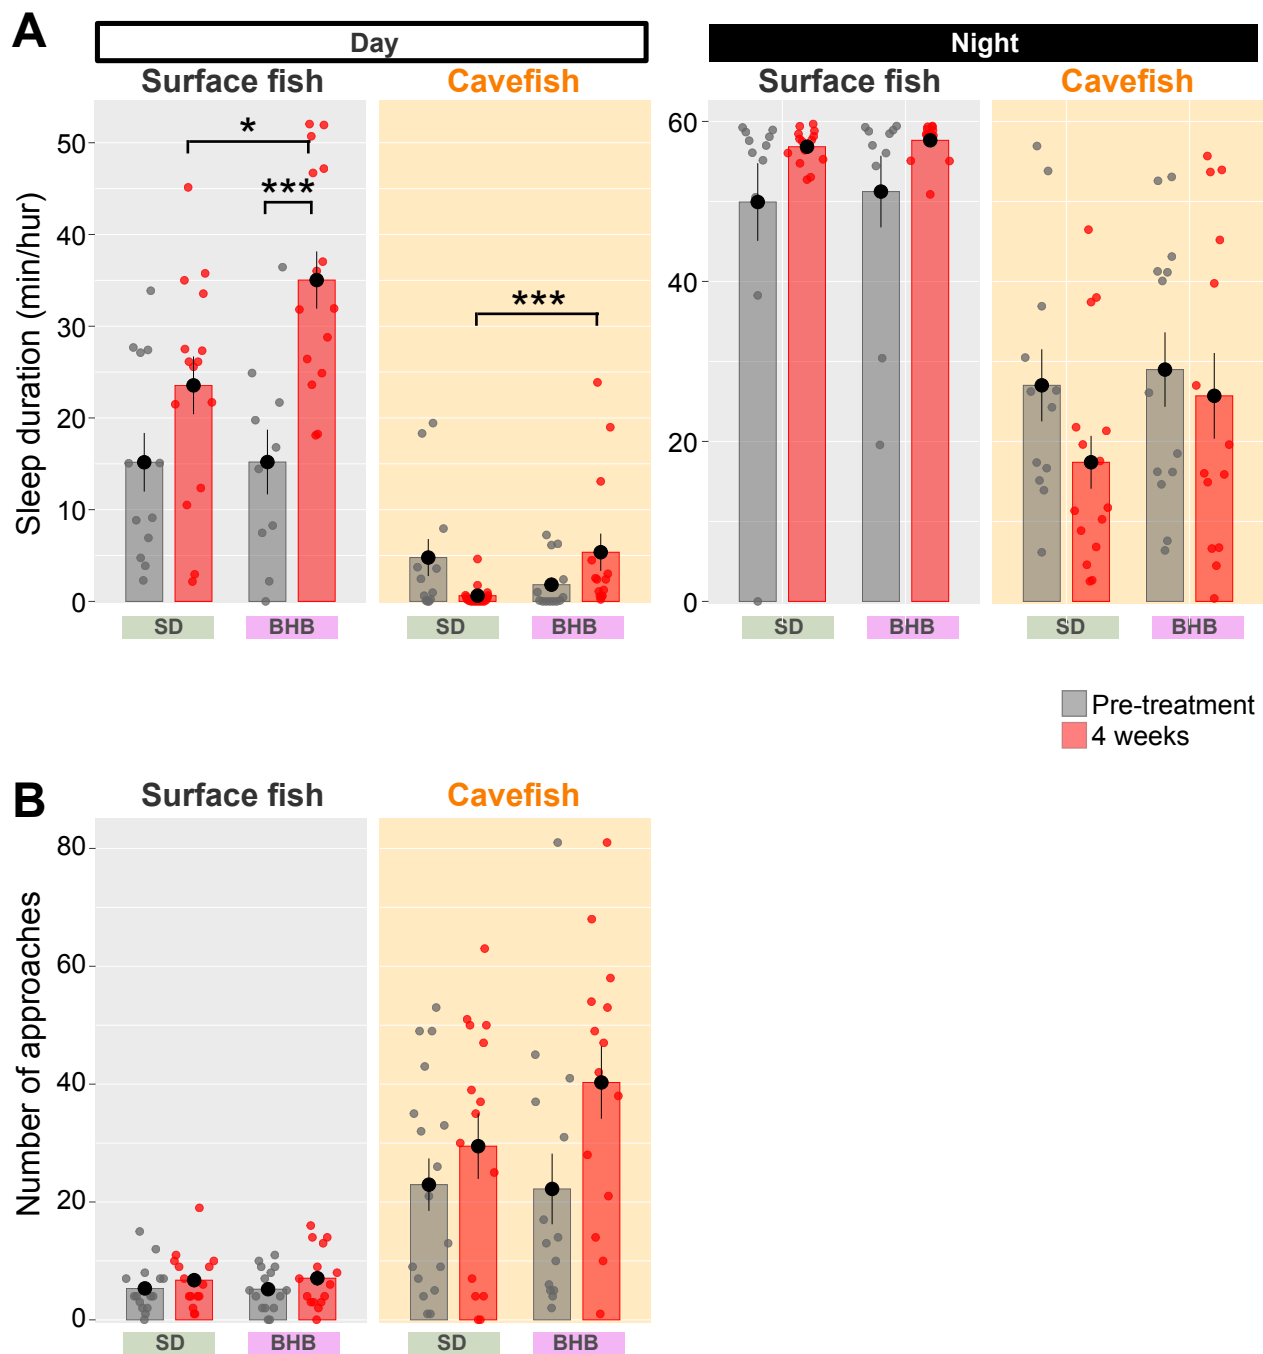 A
Day
Night
Surface fish
Cavefish
Surface fish
Cavefish
Sleep duration (min/hur)
50
40
30
20
10
0
*
***
***
60
40
20
0
SD
BHB
SD
BHB
SD
BHB
SD
BHB
Pre-treatment
4 weeks
B
Surface fish
Cavefish
Number of approaches
80
60
40
20
0
SD
BHB
SD
BHB